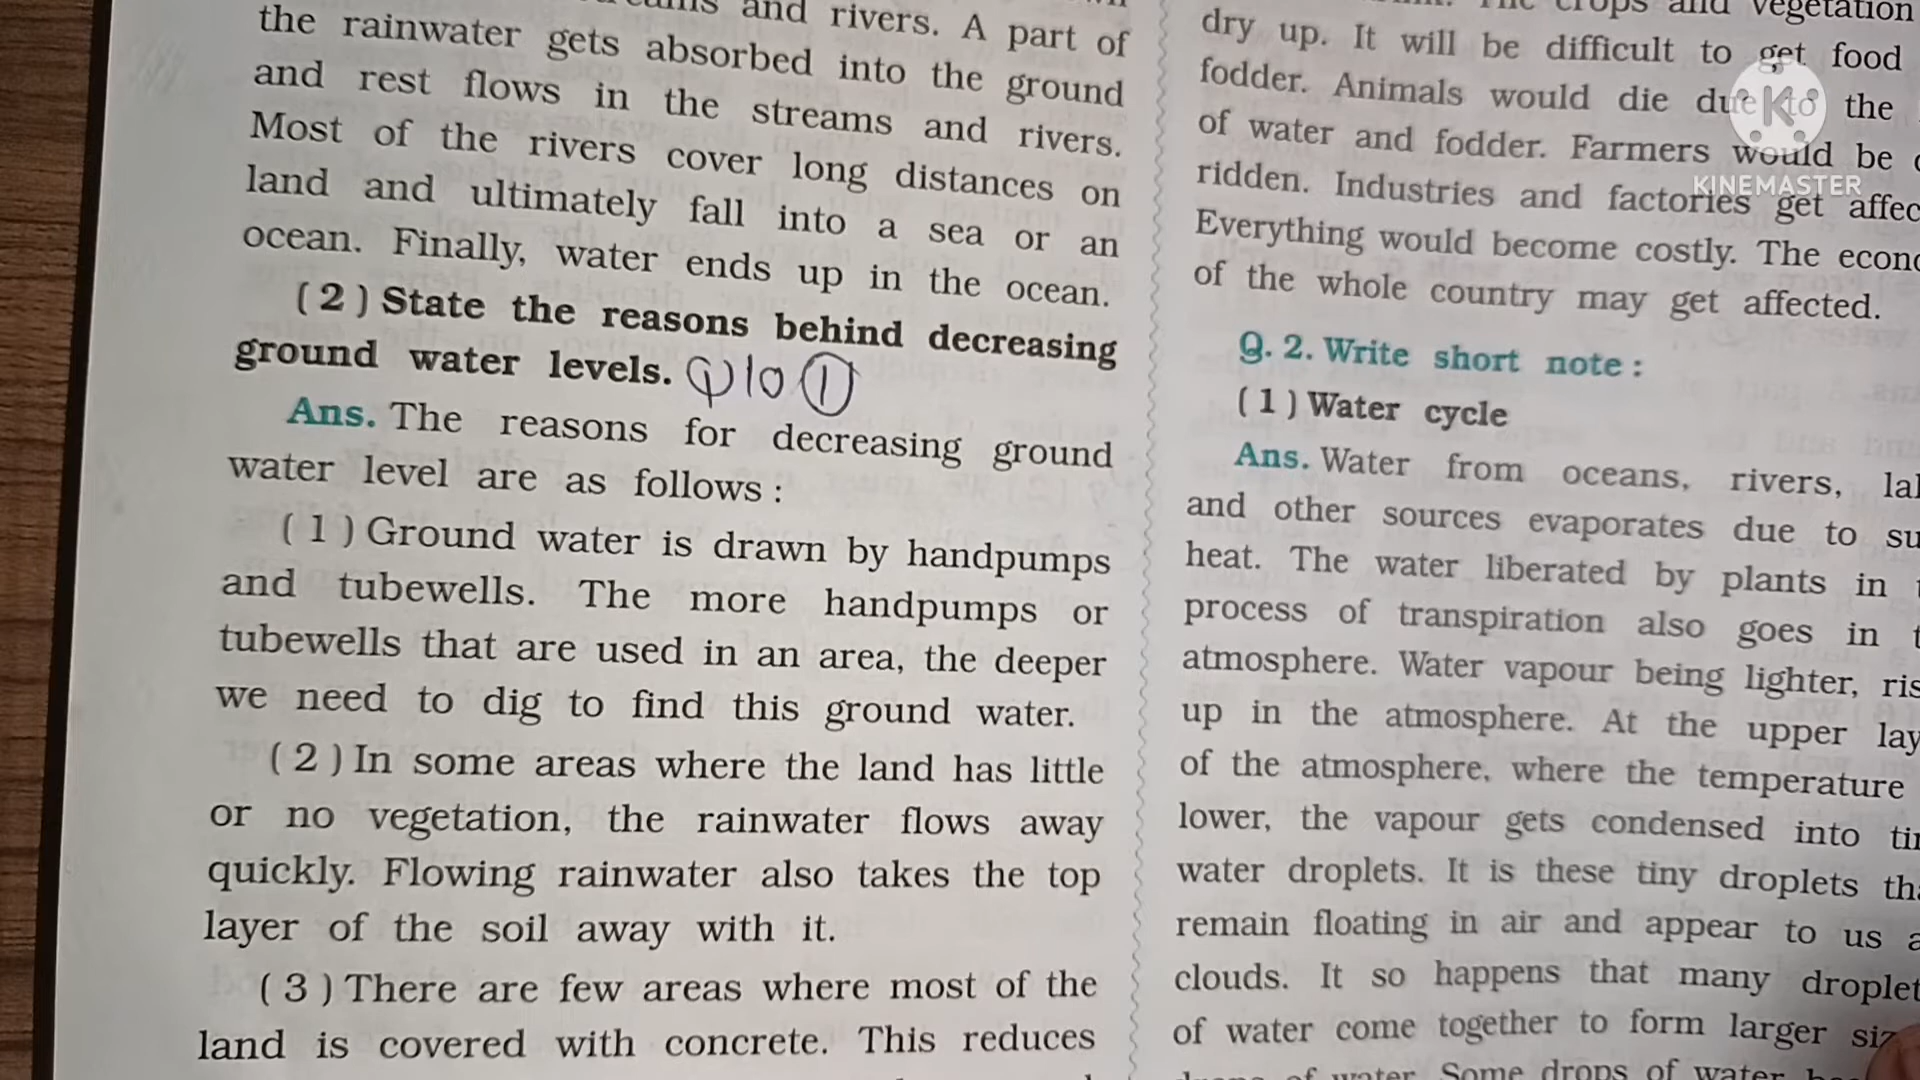 and rivers. A part of
the rainwater gets absorbed into the ground
and rest flows in the streams and rivers.
Most of the rivers cover long distances on
land and ultimately fall into a sea or an
ocean. Finally, water ends up in the ocean.
(2) State the reasons behind decreasing
ground water levels.
Ans. The reasons for decreasing ground
water level are as follows :
(1) Ground water is drawn by handpumps
and tubewells. The more handpumps or
tubewells that are used in an area, the deeper
we need to dig to find this ground water.
(2) In some areas where the land has little
or no vegetation, the rainwater flows away
quickly. Flowing rainwater also takes the top
layer of the soil away with it.
(3) There are few areas where most of the
land is covered with concrete. This reduces
crops and vegetation
dry up. It will be difficult to get food
fodder. Animals would die due to the
of water and fodder. Farmers would be
ridden. Industries and factories get
Everything would become costly. The
of the whole country may get affected.
Q. 2. Write short note :
(1) Water cycle
Ans. Water from oceans, rivers,
and other sources evaporates due to
heat. The water liberated by plants in
process of transpiration also goes in
atmosphere. Water vapour being lighter,
up in the atmosphere. At the upper
of the atmosphere, where the temperature
lower, the vapour gets condensed into
water droplets. It is these tiny droplets
remain floating in air and appear to us
clouds. It so happens that many
of water come together to form larger
of water. Some drops of water
KINEMASTER